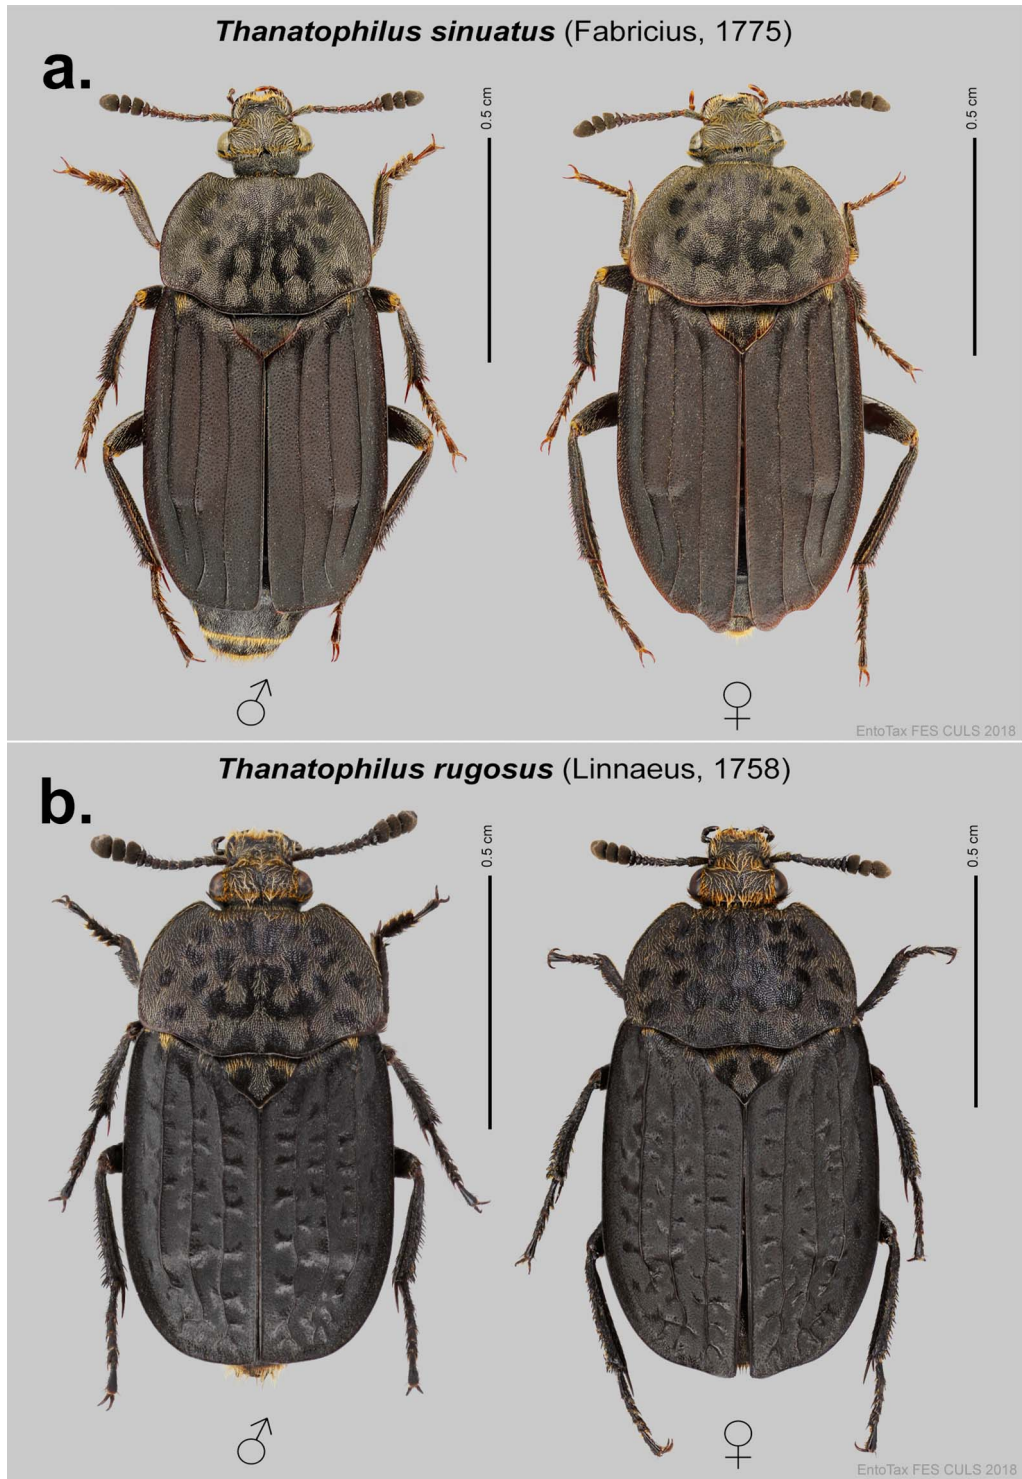 Thanatophilus sinuatus (Fabricius, 1775)
a.
0.5 cm
0.5 cm
♂
♀
EntoTax FES CULS 2018
Thanatophilus rugosus (Linnaeus, 1758)
b.
0.5 cm
0.5 cm
♂
♀
EntoTax FES CULS 2018